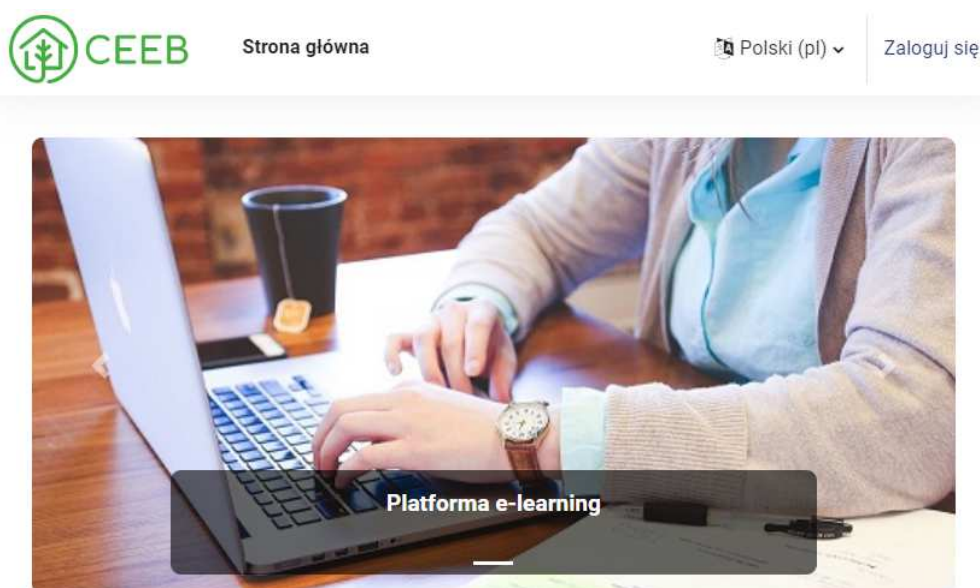 CEEB
Strona główna
Polski (pl)
Zaloguj się
Platforma e-learning